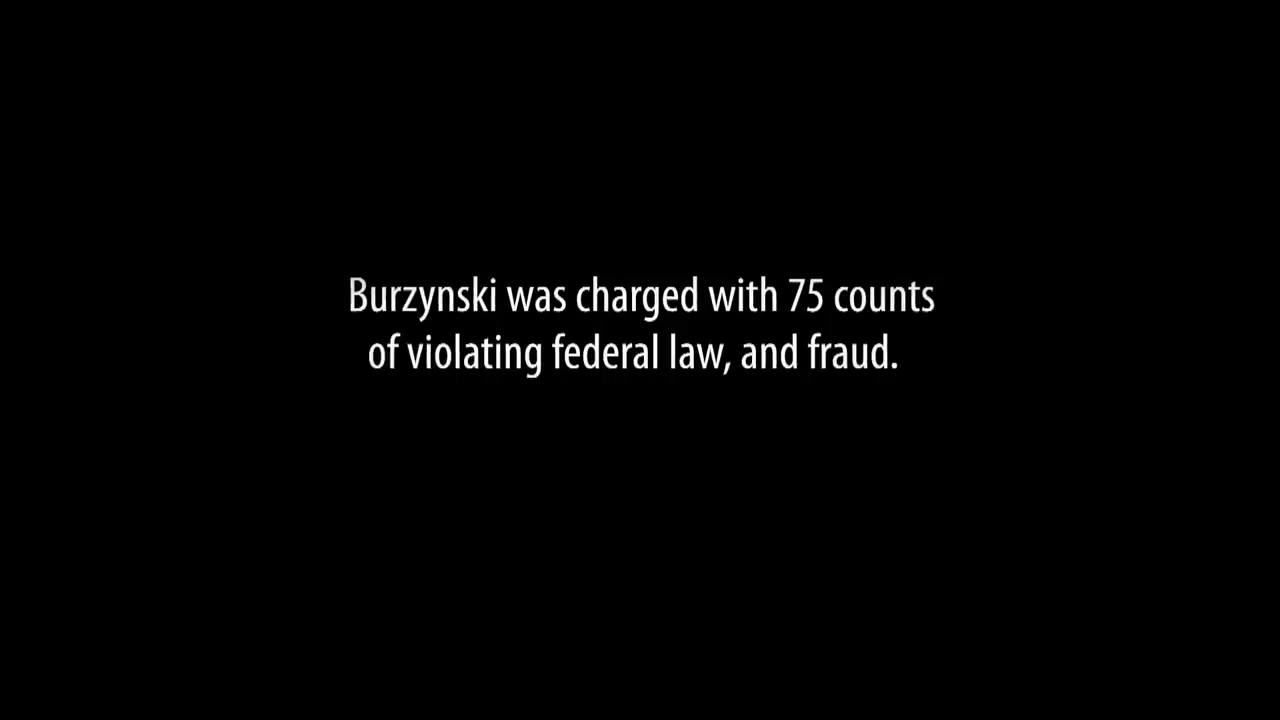 Burzynski was charged with 75 counts
of violating federal law, and fraud.